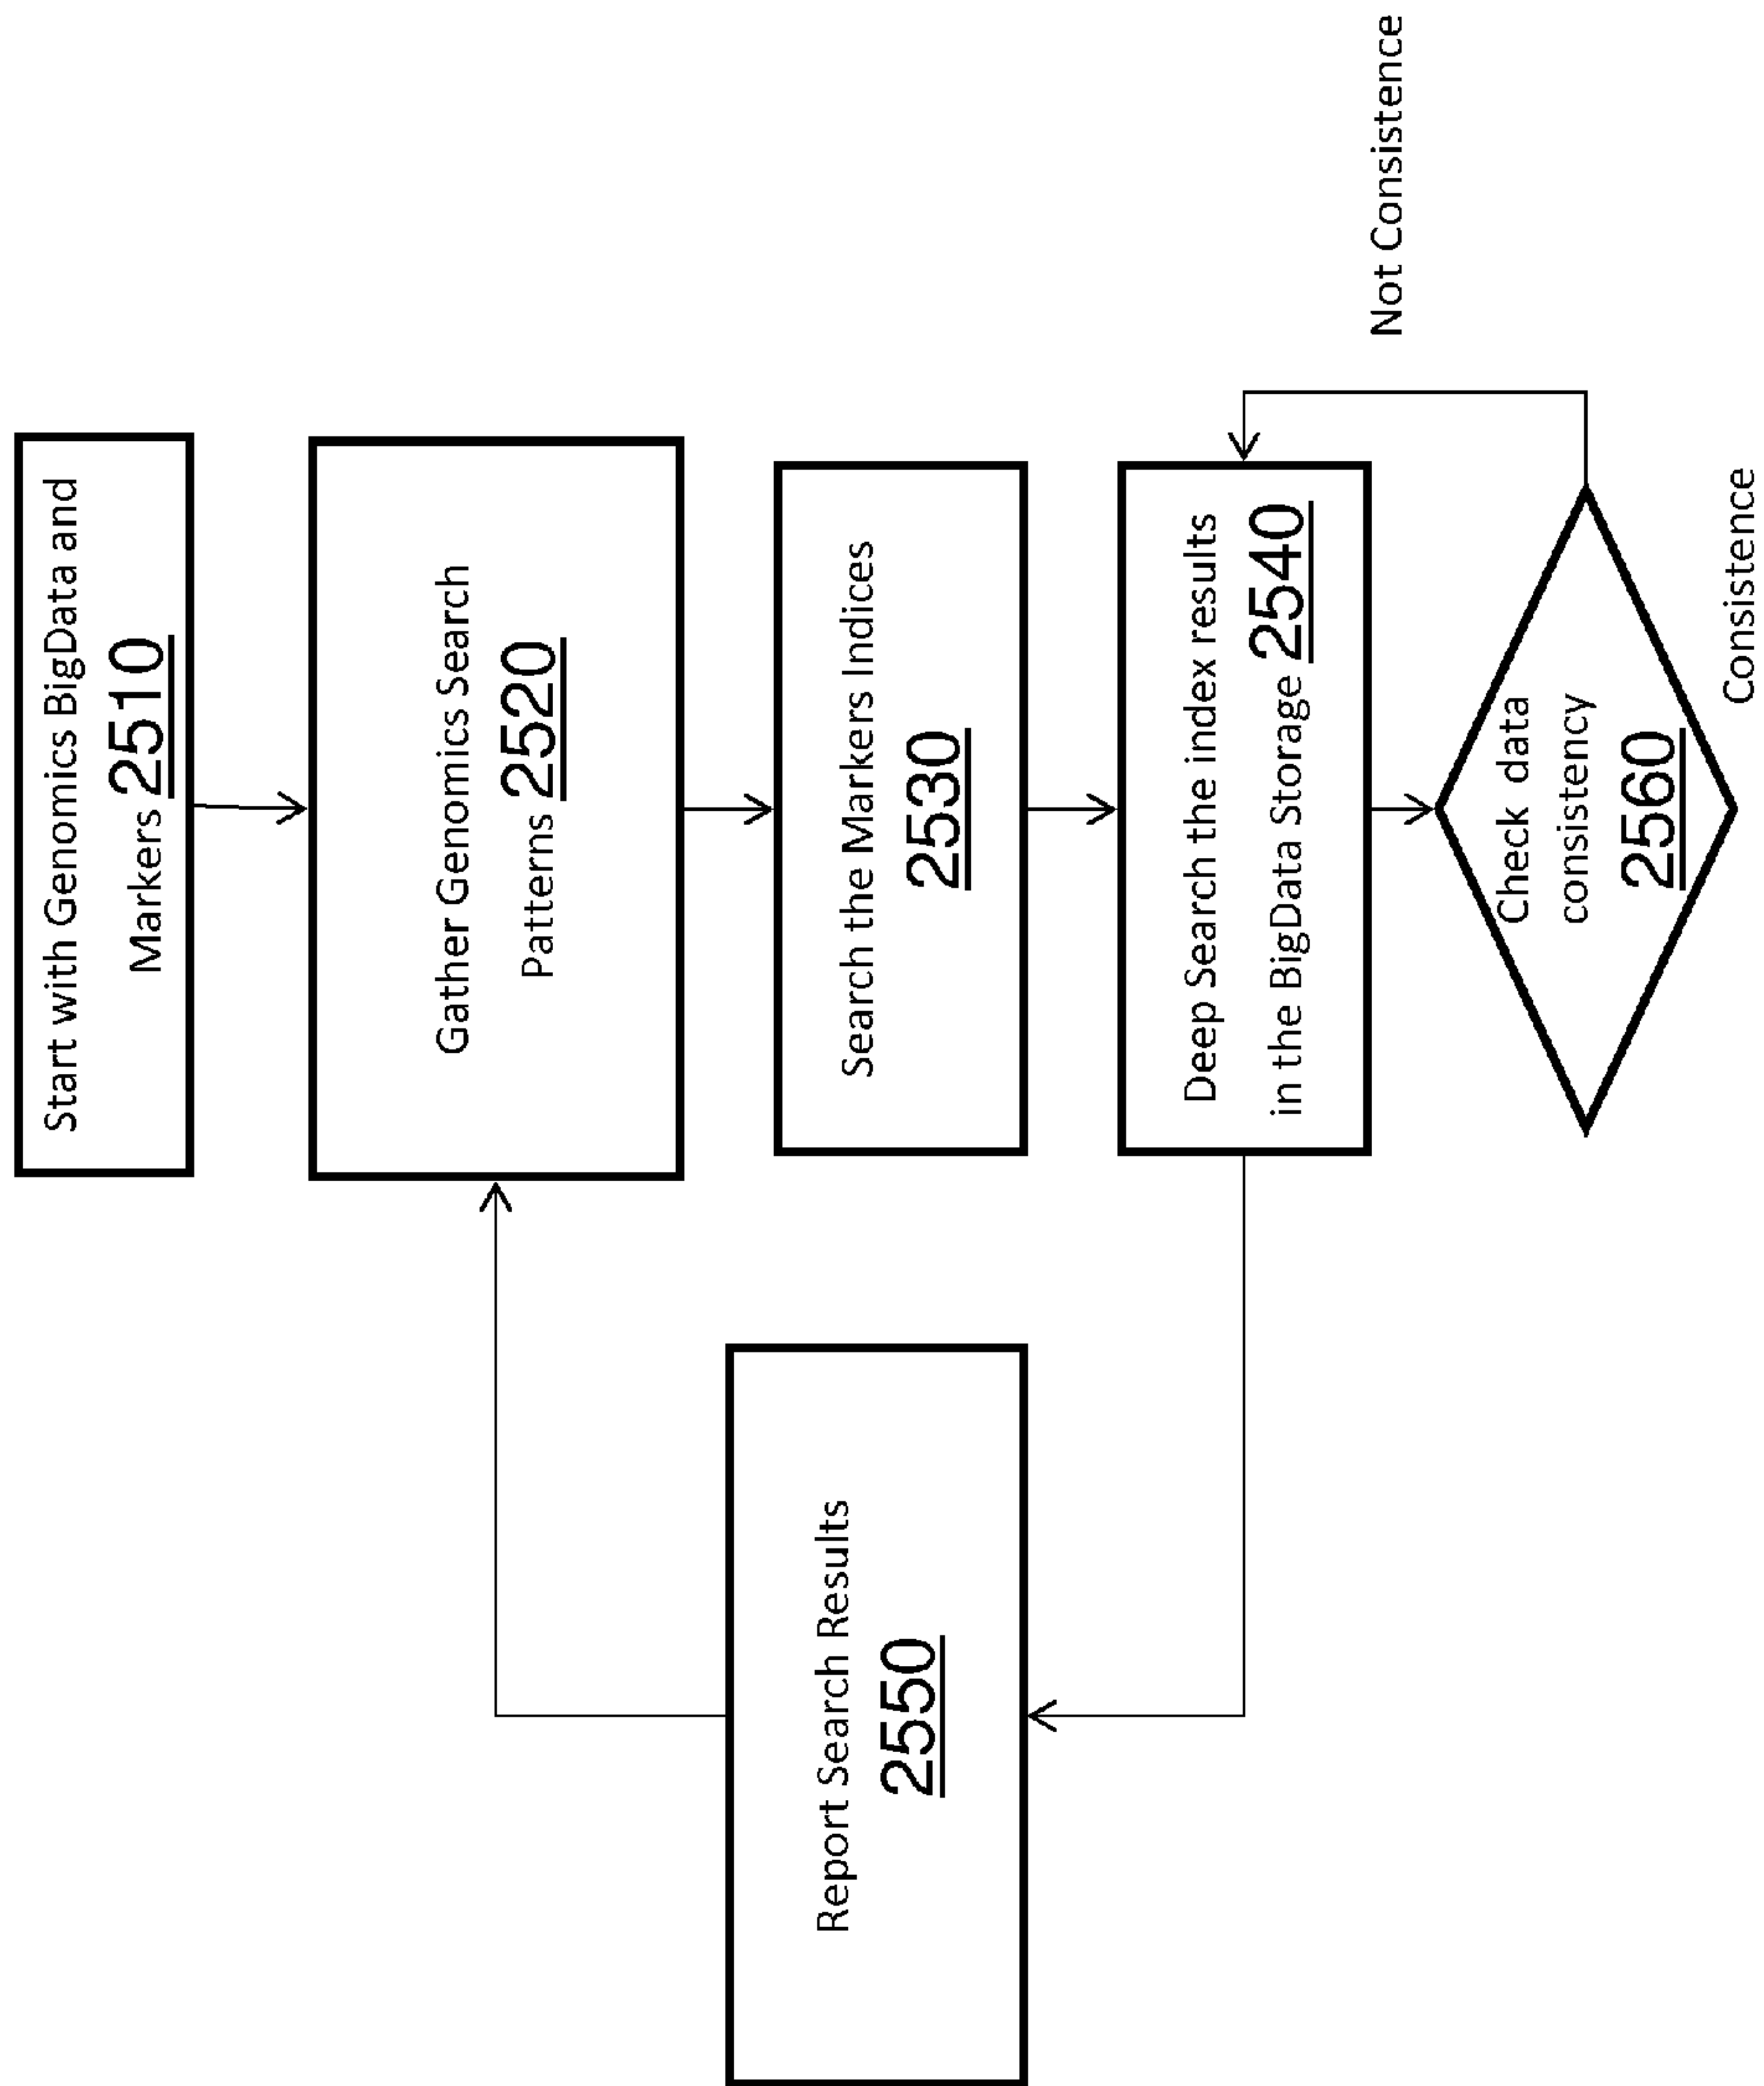 Start with Genomics BigData and
Markers 2510
Gather Genomics Search
Patterns 2520
Search the Markers Indices
2530
Deep Search the index results
in the BigData Storage 2540
Check data
consistency
2560
Not Consistence
Consistence
Report Search Results
2550